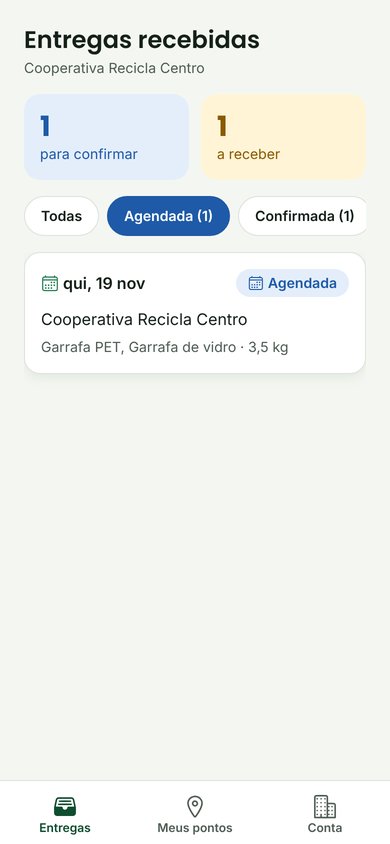 Entregas recebidas
Cooperativa Recicla Centro
1
para confirmar
1
a receber
Todas
Agendada (1)
Confirmada (1)
qui, 19 nov
Agendada
Cooperativa Recicla Centro
Garrafa PET, Garrafa de vidro · 3,5 kg
Entregas
Meus pontos
Conta